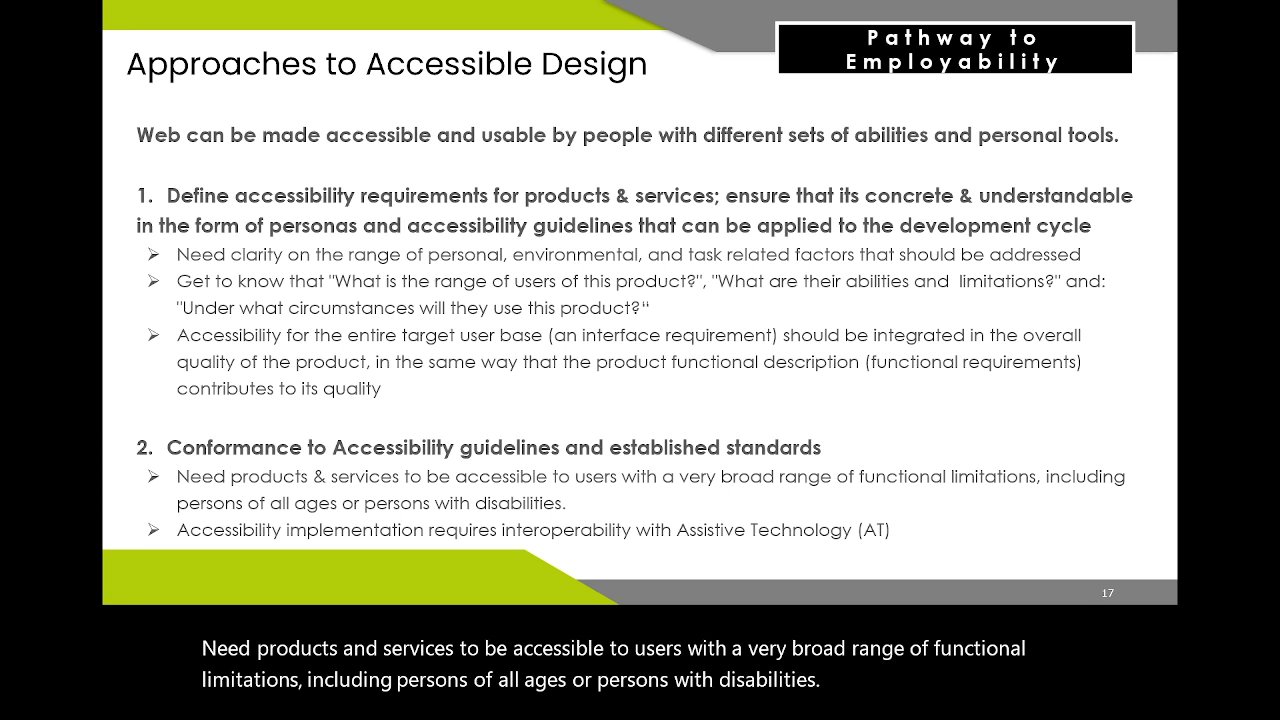 Pathway to
Employability
Approaches to Accessible Design
Web can be made accessible and usable by people with different sets of abilities and personal tools.
1. Define accessibility requirements for products & services; ensure that its concrete & understandable
in the form of personas and accessibility guidelines that can be applied to the development cycle
➢ Need clarity on the range of personal, environmental, and task related factors that should be addressed
➢ Get to know that "What is the range of users of this product?", "What are their abilities and limitations?" and:
"Under what circumstances will they use this product?“
➢ Accessibility for the entire target user base (an interface requirement) should be integrated in the overall
quality of the product, in the same way that the product functional description (functional requirements)
contributes to its quality
2. Conformance to Accessibility guidelines and established standards
➢ Need products & services to be accessible to users with a very broad range of functional limitations, including
persons of all ages or persons with disabilities.
➢ Accessibility implementation requires interoperability with Assistive Technology (AT)
17
Need products and services to be accessible to users with a very broad range of functional
limitations, including persons of all ages or persons with disabilities.